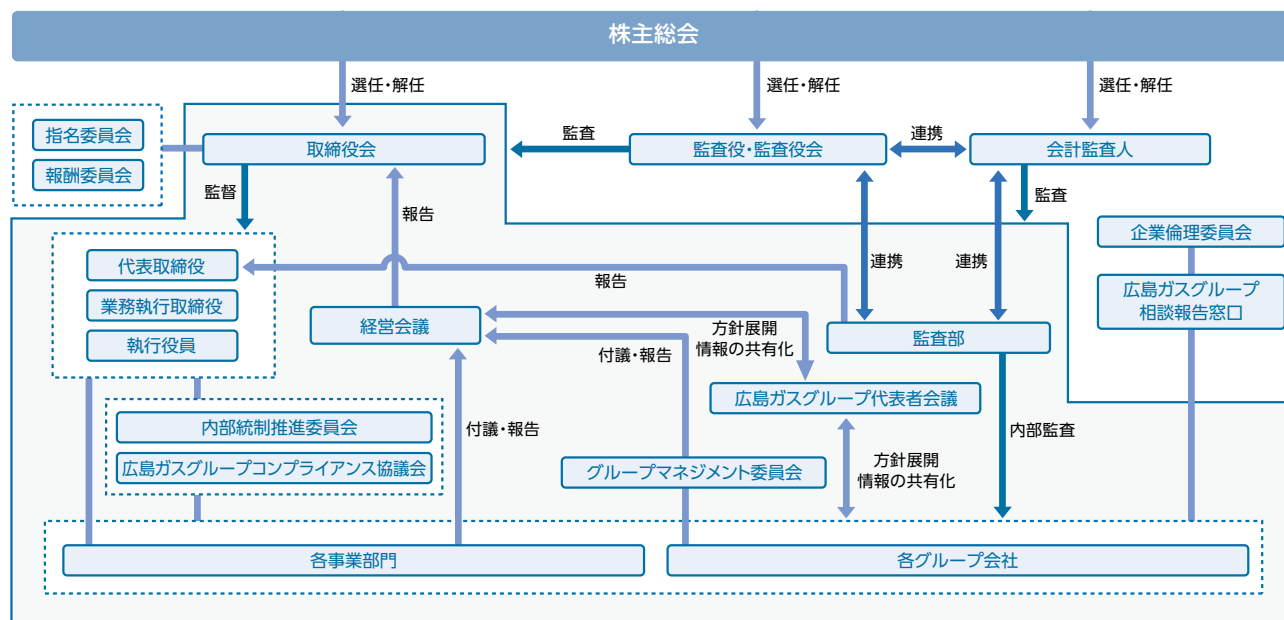 株主総会
選任・解任
選任・解任
選任・解任
指名委員会
報酬委員会
取締役会
監査
監査役・監査役会
連携
会計監査人
監督
報告
監査
代表取締役
業務執行取締役
執行役員
報告
連携
連携
企業倫理委員会
広島ガスグループ
相談報告窓口
経営会議
方針展開
情報の共有化
監査部
付議・報告
広島ガスグループ代表者会議
内部統制推進委員会
広島ガスグループコンプライアンス協議会
付議・報告
内部監査
グループマネジメント委員会
方針展開
情報の共有化
各事業部門
各グループ会社